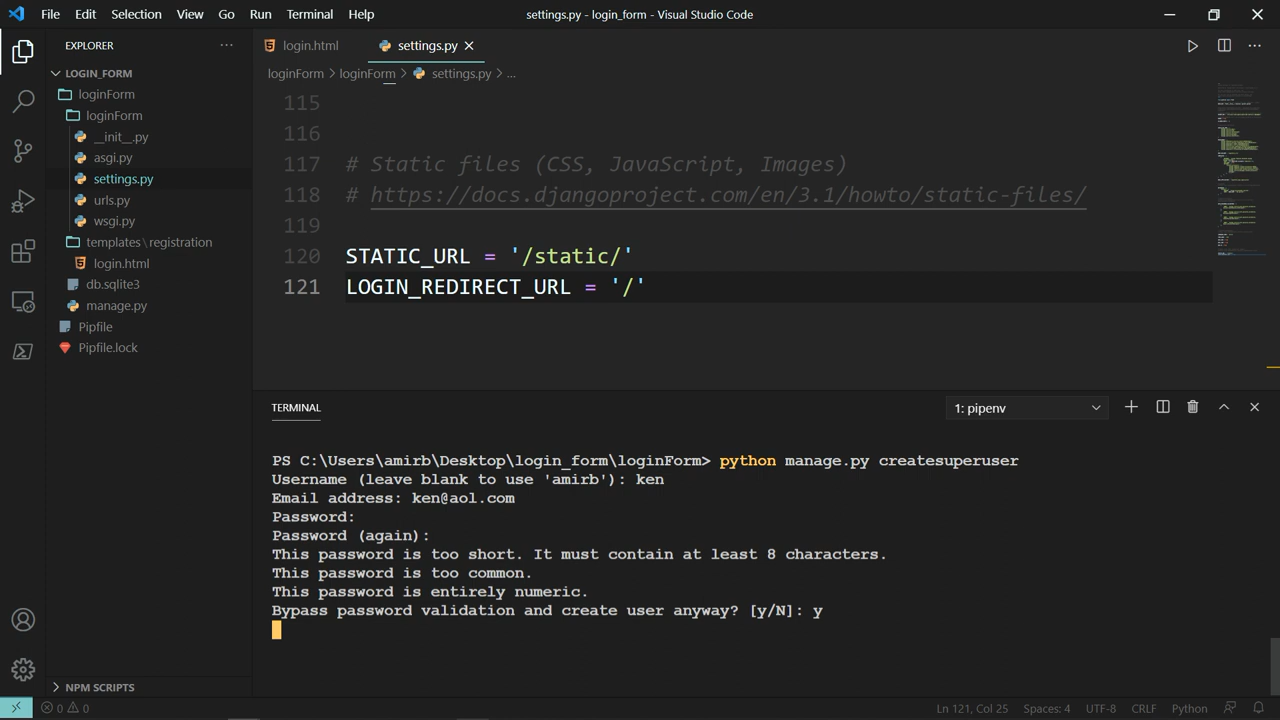 File Edit Selection View Go Run Terminal Help
settings.py - login_form - Visual Studio Code
EXPLORER
LOGIN_FORM
loginForm
loginForm
__init__.py
asgi.py
settings.py
urls.py
wsgi.py
templates\registration
login.html
db.sqlite3
manage.py
Pipfile
Pipfile.lock
NPM SCRIPTS
login.html
settings.py
loginForm > loginForm > settings.py > ...
115
116
117 # Static files (CSS, JavaScript, Images)
118 # https://docs.djangoproject.com/en/3.1/howto/static-files/
119
120 STATIC_URL = '/static/'
121 LOGIN_REDIRECT_URL = '/'
TERMINAL
1: pipenv
PS C:\Users\amirb\Desktop\login_form\loginForm> python manage.py createsuperuser
Username (leave blank to use 'amirb'): ken
Email address: ken@aol.com
Password:
Password (again):
This password is too short. It must contain at least 8 characters.
This password is too common.
This password is entirely numeric.
Bypass password validation and create user anyway? [y/N]: y
0 0
Ln 121, Col 25 Spaces: 4 UTF-8 CRLF Python